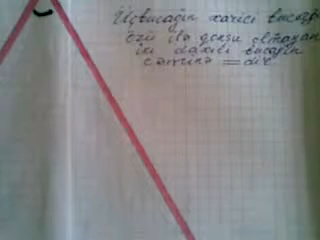 Üçbucağın xarici bucağı
özü ilə qonşu olmayan
iki daxili bucağın
cəminə = dir